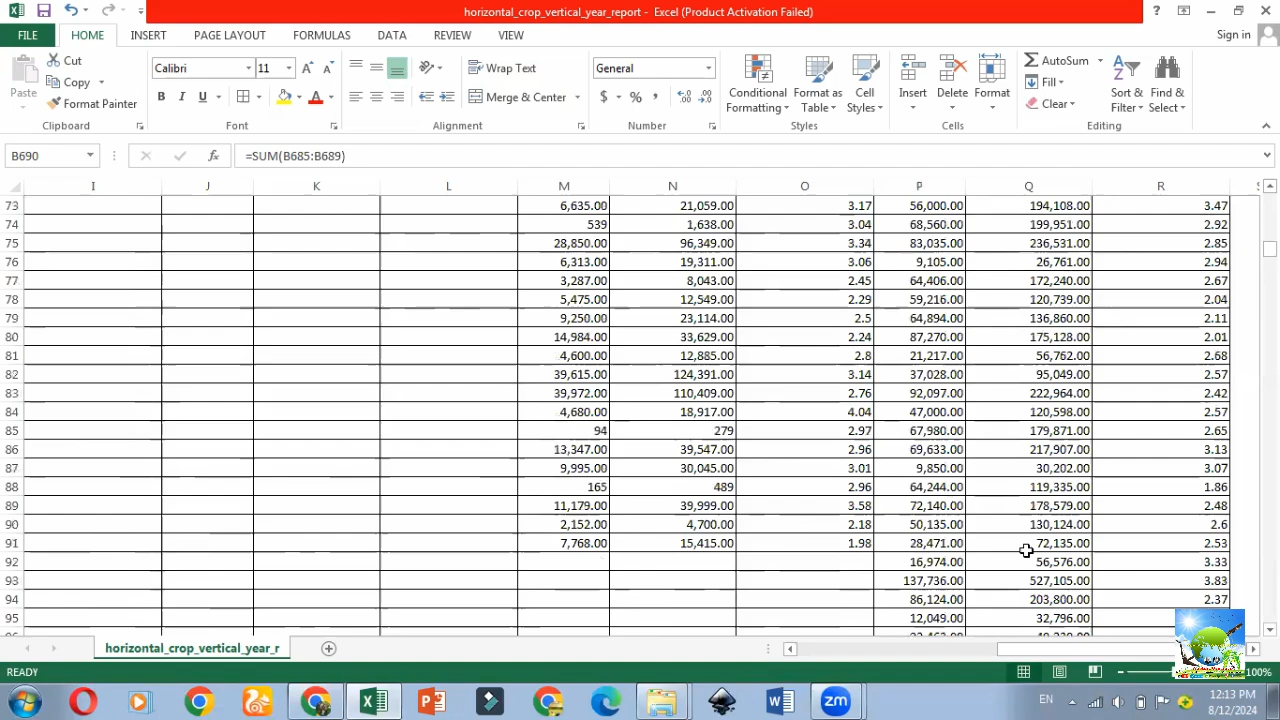 horizontal_crop_vertical_year_report - Excel (Product Activation Failed)
FILE HOME INSERT PAGE LAYOUT FORMULAS DATA REVIEW VIEW Sign in
Paste Cut Copy Format Painter
Calibri 11
Wrap Text Merge & Center
General
Conditional Formatting Format as Table Cell Styles
Insert Delete Format
AutoSum Fill Clear Sort & Filter Find & Select
Clipboard Font Alignment Number Styles Cells Editing
B690 =SUM(B685:B689)
I J K L M N O P Q R
73 6,635.00 21,059.00 3.17 56,000.00 194,108.00 3.47
74 539 1,638.00 3.04 68,560.00 199,951.00 2.92
75 28,850.00 96,349.00 3.34 83,035.00 236,531.00 2.85
76 6,313.00 19,311.00 3.06 9,105.00 26,761.00 2.94
77 3,287.00 8,043.00 2.45 64,406.00 172,240.00 2.67
78 5,475.00 12,549.00 2.29 59,216.00 120,739.00 2.04
79 9,250.00 23,114.00 2.5 64,894.00 136,860.00 2.11
80 14,984.00 33,629.00 2.24 87,270.00 175,128.00 2.01
81 4,600.00 12,885.00 2.8 21,217.00 56,762.00 2.68
82 39,615.00 124,391.00 3.14 37,028.00 95,049.00 2.57
83 39,972.00 110,409.00 2.76 92,097.00 222,964.00 2.42
84 4,680.00 18,917.00 4.04 47,000.00 120,598.00 2.57
85 94 279 2.97 67,980.00 179,871.00 2.65
86 13,347.00 39,547.00 2.96 69,633.00 217,907.00 3.13
87 9,995.00 30,045.00 3.01 9,850.00 30,202.00 3.07
88 165 489 2.96 64,244.00 119,335.00 1.86
89 11,179.00 39,999.00 3.58 72,140.00 178,579.00 2.48
90 2,152.00 4,700.00 2.18 50,135.00 130,124.00 2.6
91 7,768.00 15,415.00 1.98 28,471.00 72,135.00 2.53
92 16,974.00 56,576.00 3.33
93 137,736.00 527,105.00 3.83
94 86,124.00 203,800.00 2.37
95 12,049.00 32,796.00
horizontal_crop_vertical_year_r
READY 100%
EN 12:13 PM
8/12/2024